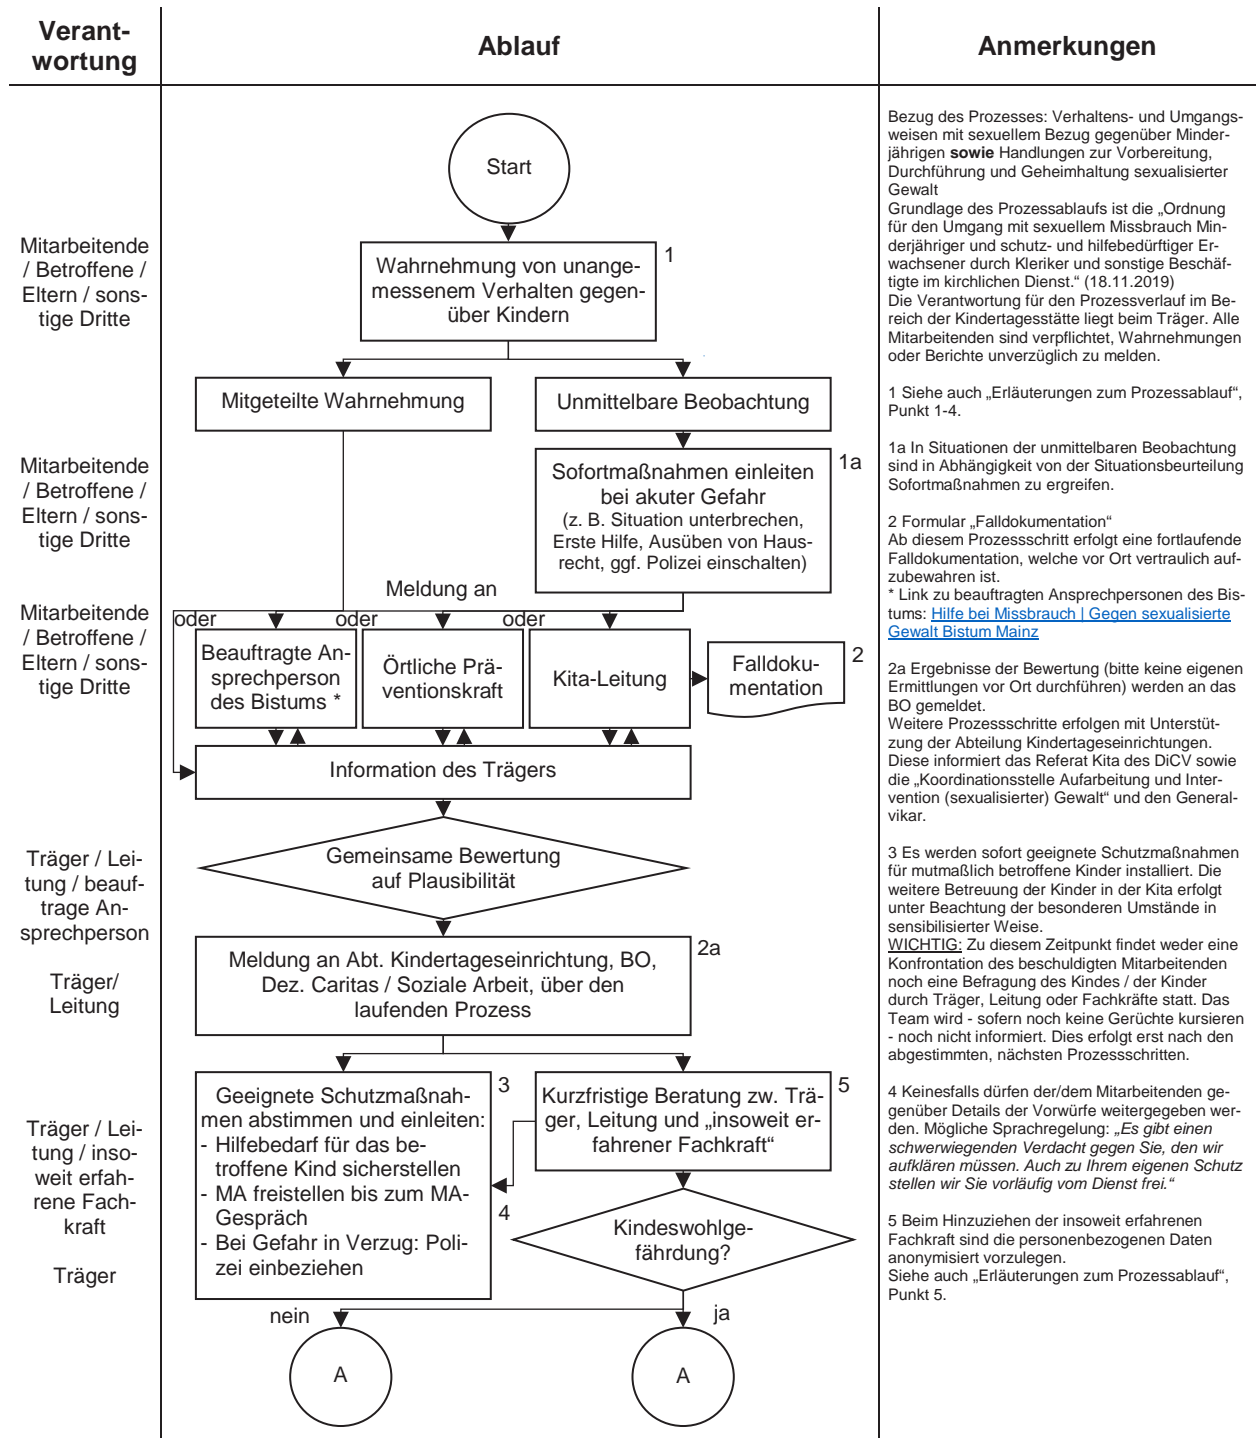 Verant-
wortung
Ablauf
Anmerkungen
Start
Mitarbeitende
/ Betroffene /
Eltern / sons-
tige Dritte
Wahrnehmung von unange-
messenem Verhalten gegen-
über Kindern
1
Mitgeteilte Wahrnehmung
Unmittelbare Beobachtung
Mitarbeitende
/ Betroffene /
Eltern / sons-
tige Dritte
Sofortmaßnahmen einleiten
bei akuter Gefahr
(z. B. Situation unterbrechen,
Erste Hilfe, Ausüben von Haus-
recht, ggf. Polizei einschalten)
1a
Meldung an
Mitarbeitende
/ Betroffene /
Eltern / sons-
tige Dritte
oder
oder
oder
Beauftragte An-
sprechperson
des Bistums *
Örtliche Prä-
ventionskraft
Kita-Leitung
Falldoku-
mentation
2
Information des Trägers
Träger / Lei-
tung / beauf-
trage An-
sprechperson
Gemeinsame Bewertung
auf Plausibilität
Träger/
Leitung
Meldung an Abt. Kindertageseinrichtung, BO,
Dez. Caritas / Soziale Arbeit, über den
laufenden Prozess
2a
Träger / Lei-
tung / inso-
weit erfah-
rene Fach-
kraft
Träger
Geeignete Schutzmaßnah-
men abstimmen und einleiten:
- Hilfebedarf für das be-
troffene Kind sicherstellen
- MA freistellen bis zum MA-
Gespräch
- Bei Gefahr in Verzug: Poli-
zei einbeziehen
3
4
Kurzfristige Beratung zw. Trä-
ger, Leitung und „insoweit er-
fahrener Fachkraft“
5
Kindeswohlge-
fährdung?
nein
ja
A
A
Bezug des Prozesses: Verhaltens- und Umgangs-
weisen mit sexuellem Bezug gegenüber Minder-
jährigen sowie Handlungen zur Vorbereitung,
Durchführung und Geheimhaltung sexualisierter
Gewalt
Grundlage des Prozessablaufs ist die „Ordnung
für den Umgang mit sexuellem Missbrauch Min-
derjähriger und schutz- und hilfebedürftiger Er-
wachsener durch Kleriker und sonstige Beschäf-
tigte im kirchlichen Dienst.“ (18.11.2019)
Die Verantwortung für den Prozessverlauf im Be-
reich der Kindertagesstätte liegt beim Träger. Alle
Mitarbeitenden sind verpflichtet, Wahrnehmungen
oder Berichte unverzüglich zu melden.
1 Siehe auch „Erläuterungen zum Prozessablauf“,
Punkt 1-4.
1a In Situationen der unmittelbaren Beobachtung
sind in Abhängigkeit von der Situationsbeurteilung
Sofortmaßnahmen zu ergreifen.
2 Formular „Falldokumentation“
Ab diesem Prozessschritt erfolgt eine fortlaufende
Falldokumentation, welche vor Ort vertraulich auf-
zubewahren ist.
* Link zu beauftragten Ansprechpersonen des Bis-
tums: Hilfe bei Missbrauch | Gegen sexualisierte
Gewalt Bistum Mainz
2a Ergebnisse der Bewertung (bitte keine eigenen
Ermittlungen vor Ort durchführen) werden an das
BO gemeldet.
Weitere Prozessschritte erfolgen mit Unterstüt-
zung der Abteilung Kindertageseinrichtungen.
Diese informiert das Referat Kita des DiCV sowie
die „Koordinationsstelle Aufarbeitung und Inter-
vention (sexualisierter) Gewalt“ und den General-
vikar.
3 Es werden sofort geeignete Schutzmaßnahmen
für mutmaßlich betroffene Kinder installiert. Die
weitere Betreuung der Kinder in der Kita erfolgt
unter Beachtung der besonderen Umstände in
sensibilisierter Weise.
WICHTIG: Zu diesem Zeitpunkt findet weder eine
Konfrontation des beschuldigten Mitarbeitenden
noch eine Befragung des Kindes / der Kinder
durch Träger, Leitung oder Fachkräfte statt. Das
Team wird - sofern noch keine Gerüchte kursieren
- noch nicht informiert. Dies erfolgt erst nach den
abgestimmten, nächsten Prozessschritten.
4 Keinesfalls dürfen der/dem Mitarbeitenden ge-
genüber Details der Vorwürfe weitergegeben wer-
den. Mögliche Sprachregelung: „Es gibt einen
schwerwiegenden Verdacht gegen Sie, den wir
aufklären müssen. Auch zu Ihrem eigenen Schutz
stellen wir Sie vorläufig vom Dienst frei.“
5 Beim Hinzuziehen der insoweit erfahrenen
Fachkraft sind die personenbezogenen Daten
anonymisiert vorzulegen.
Siehe auch „Erläuterungen zum Prozessablauf“,
Punkt 5.